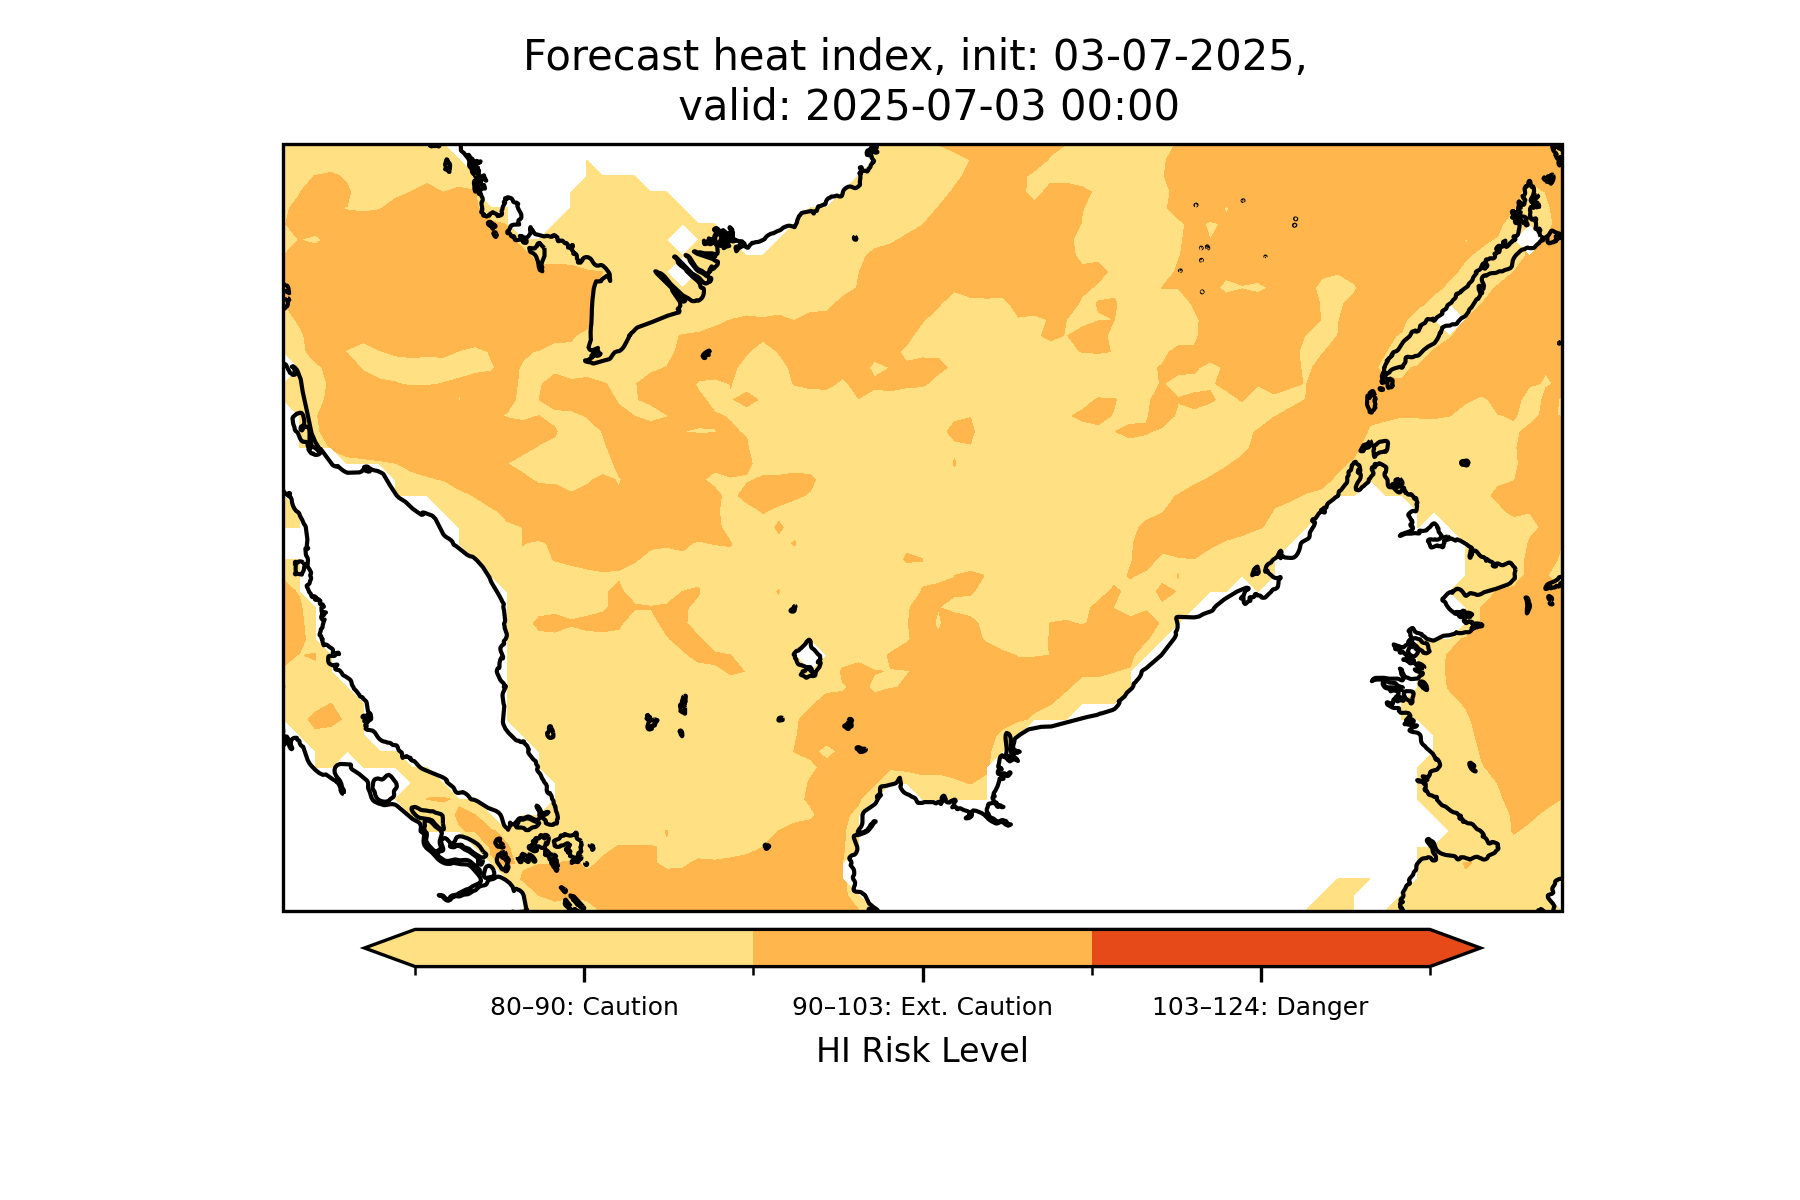 Forecast heat index, init: 03-07-2025,
valid: 2025-07-03 00:00
80–90: Caution
90–103: Ext. Caution
103–124: Danger
HI Risk Level